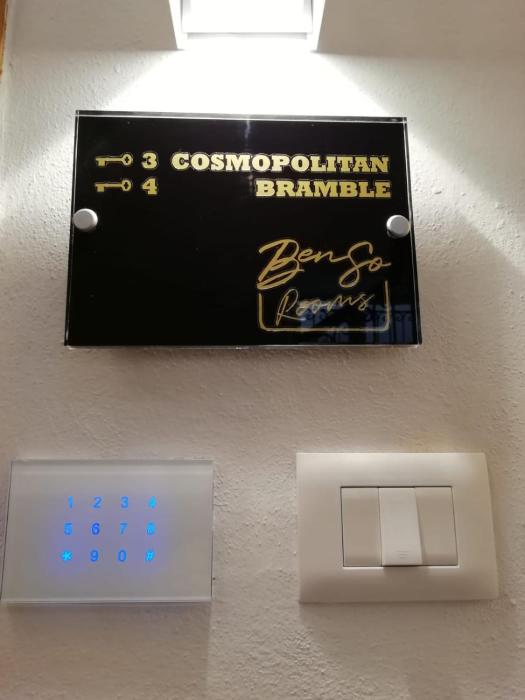 3 COSMOPOLITAN
4 BRAMBLE
BenSo
Rooms
1 2 3 4
5 6 7 8
* 9 0 #